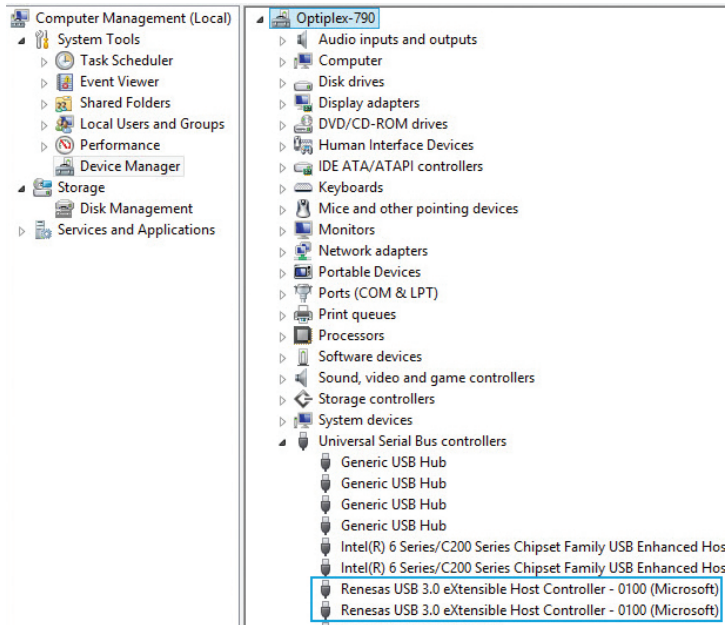 Computer Management (Local)
System Tools
Task Scheduler
Event Viewer
Shared Folders
Local Users and Groups
Performance
Device Manager
Storage
Disk Management
Services and Applications
Optiplex-790
Audio inputs and outputs
Computer
Disk drives
Display adapters
DVD/CD-ROM drives
Human Interface Devices
IDE ATA/ATAPI controllers
Keyboards
Mice and other pointing devices
Monitors
Network adapters
Portable Devices
Ports (COM & LPT)
Print queues
Processors
Software devices
Sound, video and game controllers
Storage controllers
System devices
Universal Serial Bus controllers
Generic USB Hub
Generic USB Hub
Generic USB Hub
Generic USB Hub
Intel(R) 6 Series/C200 Series Chipset Family USB Enhanced Hos
Intel(R) 6 Series/C200 Series Chipset Family USB Enhanced Hos
Renesas USB 3.0 eXtensible Host Controller - 0100 (Microsoft)
Renesas USB 3.0 eXtensible Host Controller - 0100 (Microsoft)